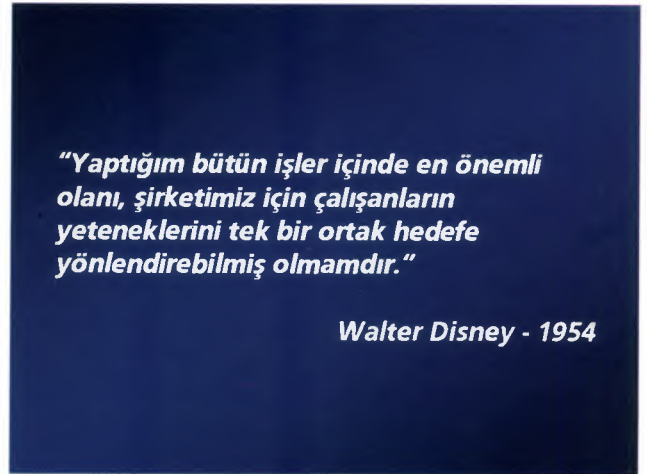 "Yaptığım bütün işler içinde en önemli
olanı, şirketimiz için çalışanların
yeteneklerini tek bir ortak hedefe
yönlendirebilmiş olmamdır."
Walter Disney - 1954